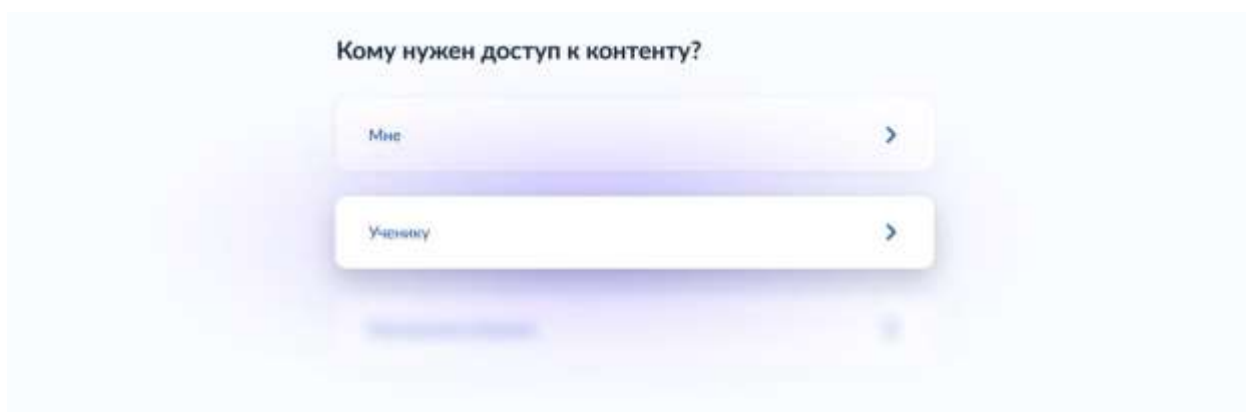 Кому нужен доступ к контенту?
Мне
Ученику